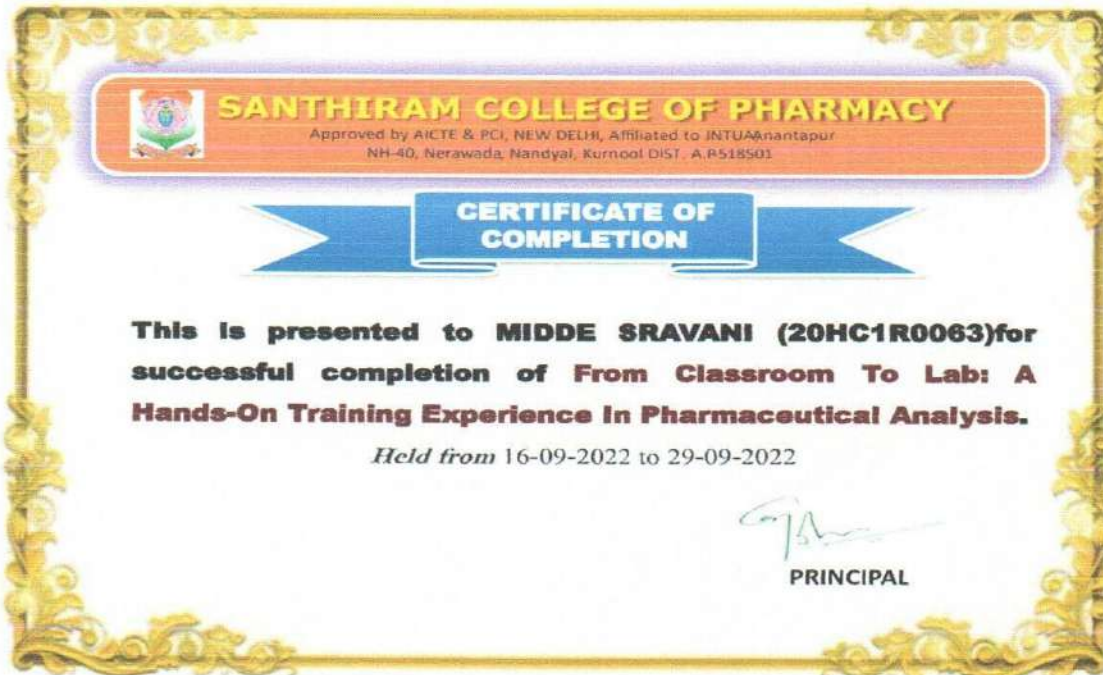 SANTHIRAM COLLEGE OF PHARMACY
Approved by AICTE & PCI, NEW DELHI, Affiliated to JNTUAAnantapur
NH-40, Nerawada, Nandyal, Kurnool DIST. A.P.518501
CERTIFICATE OF
COMPLETION
This is presented to MIDDE SRAVANI (20HC1R0063)for
successful completion of From Classroom To Lab: A
Hands-On Training Experience In Pharmaceutical Analysis.
Held from 16-09-2022 to 29-09-2022
PRINCIPAL